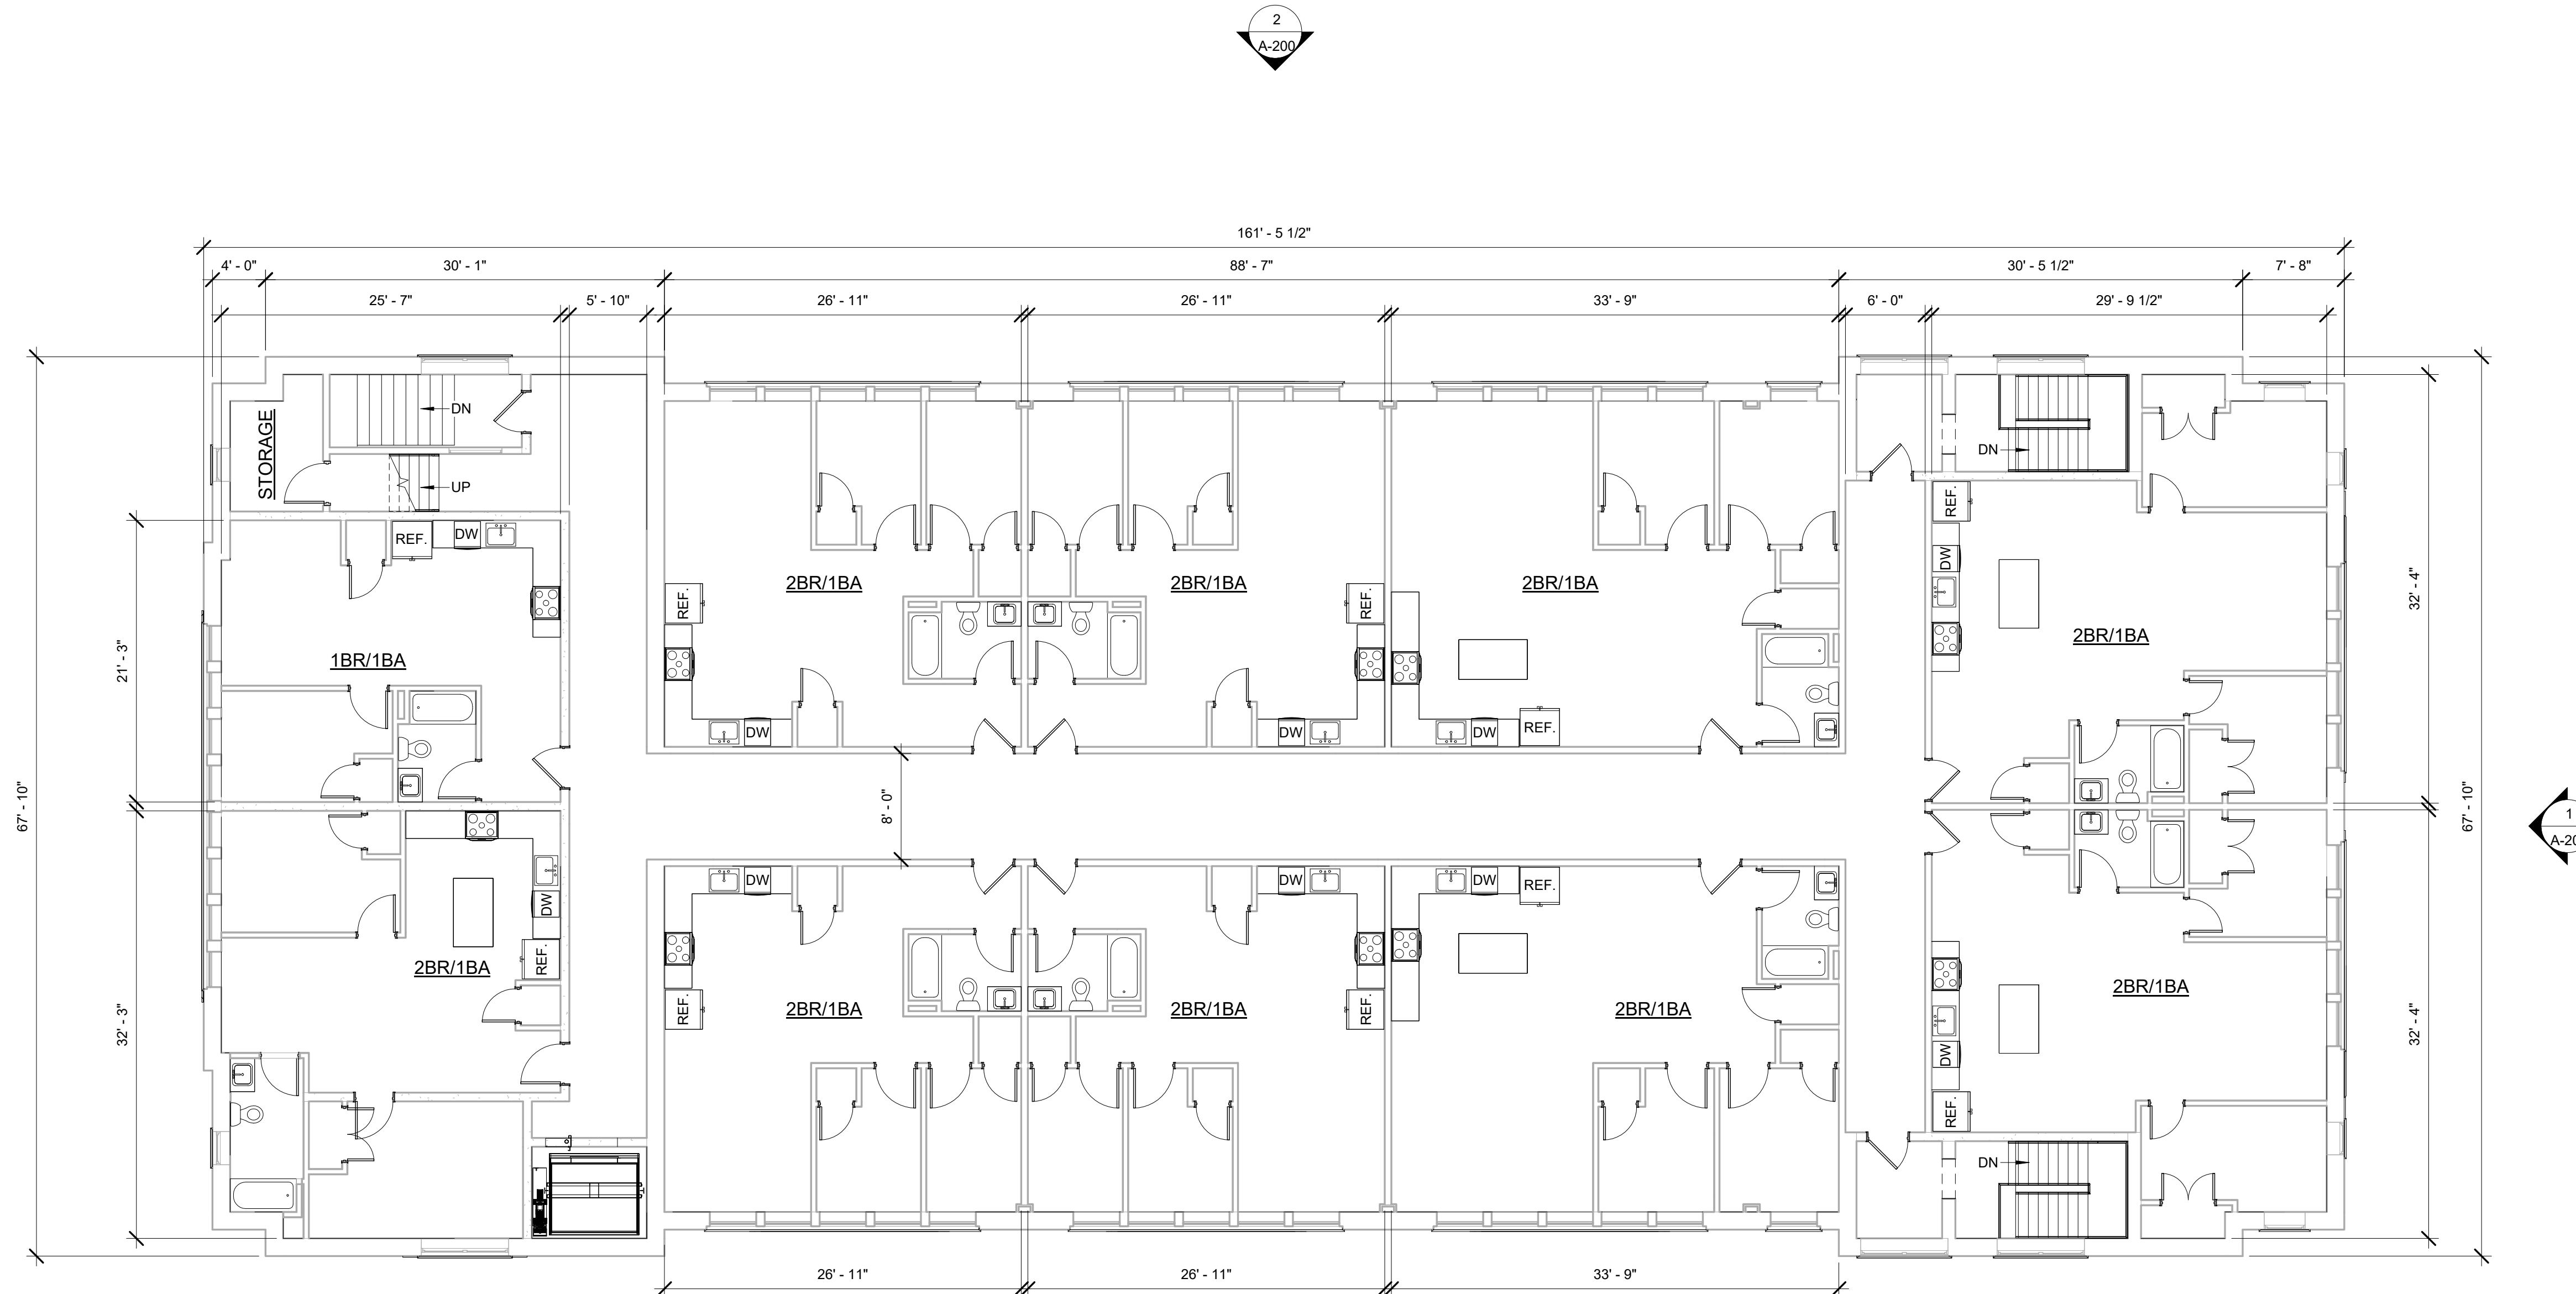 2
A-200
161' - 5 1/2"
4' - 0"
30' - 1"
88' - 7"
30' - 5 1/2"
7' - 8"
25' - 7"
5' - 10"
26' - 11"
26' - 11"
33' - 9"
6' - 0"
29' - 9 1/2"
STORAGE
DN
UP
DN
REF.
DW
REF.
DW
2BR/1BA
2BR/1BA
2BR/1BA
REF.
REF.
32' - 4"
21' - 3"
1BR/1BA
2BR/1BA
DW
DW
DW
REF.
67' - 10"
8' - 0"
67' - 10"
1
A-20
DW
DW
DW
REF.
DW
REF.
2BR/1BA
2BR/1BA
REF.
2BR/1BA
2BR/1BA
REF.
2BR/1BA
32' - 3"
32' - 4"
DW
REF.
DN
26' - 11"
26' - 11"
33' - 9"